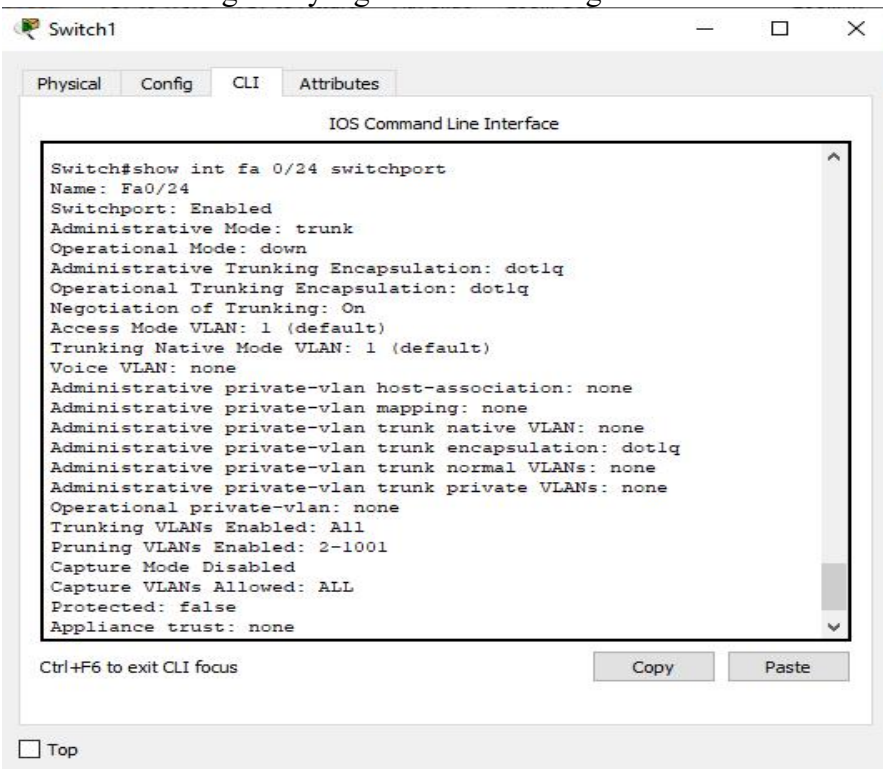 Switch1
Physical Config CLI Attributes
IOS Command Line Interface
Switch#show int fa 0/24 switchport
Name: Fa0/24
Switchport: Enabled
Administrative Mode: trunk
Operational Mode: down
Administrative Trunking Encapsulation: dot1q
Operational Trunking Encapsulation: dot1q
Negotiation of Trunking: On
Access Mode VLAN: 1 (default)
Trunking Native Mode VLAN: 1 (default)
Voice VLAN: none
Administrative private-vlan host-association: none
Administrative private-vlan mapping: none
Administrative private-vlan trunk native VLAN: none
Administrative private-vlan trunk encapsulation: dot1q
Administrative private-vlan trunk normal VLANs: none
Administrative private-vlan trunk private VLANs: none
Operational private-vlan: none
Trunking VLANs Enabled: All
Pruning VLANs Enabled: 2-1001
Capture Mode Disabled
Capture VLANs Allowed: ALL
Protected: false
Appliance trust: none
Ctrl+F6 to exit CLI focus
Copy Paste
Top